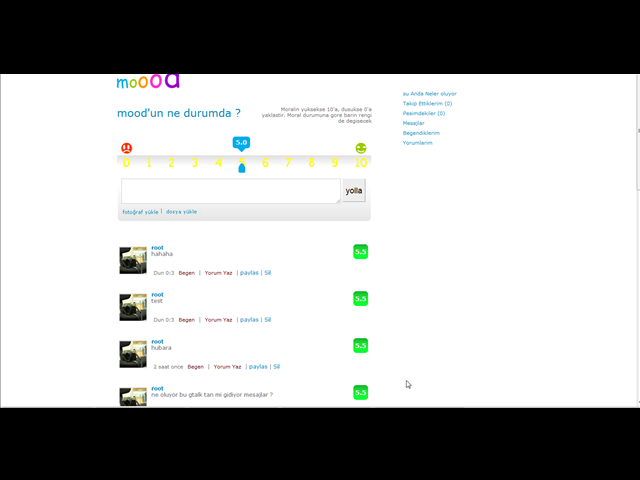 moood
şu Anda Neler oluyor
mood'un ne durumda ?
Moralin yuksekse 10'a, dusukse 0'a
yaklastir. Moral durumuna gore barin rengi
de degisecek
Takip Ettiklerim (0)
Pesimdekiler (0)
Mesajlar
Begendiklerim
Yorumlarim
5.0
0 1 2 3 4 5 6 7 8 9 10
yolla
fotoğraf yükle | dosya yükle
root
hahaha
5.5
Dun 0:3 Begen | Yorum Yaz | paylas | Sil
root
test
5.5
Dun 0:3 Begen | Yorum Yaz | paylas | Sil
root
hubara
5.5
2 saat once Begen | Yorum Yaz | paylas | Sil
root
ne oluyor bu gtalk tan mi gidiyor mesajlar ?
5.5